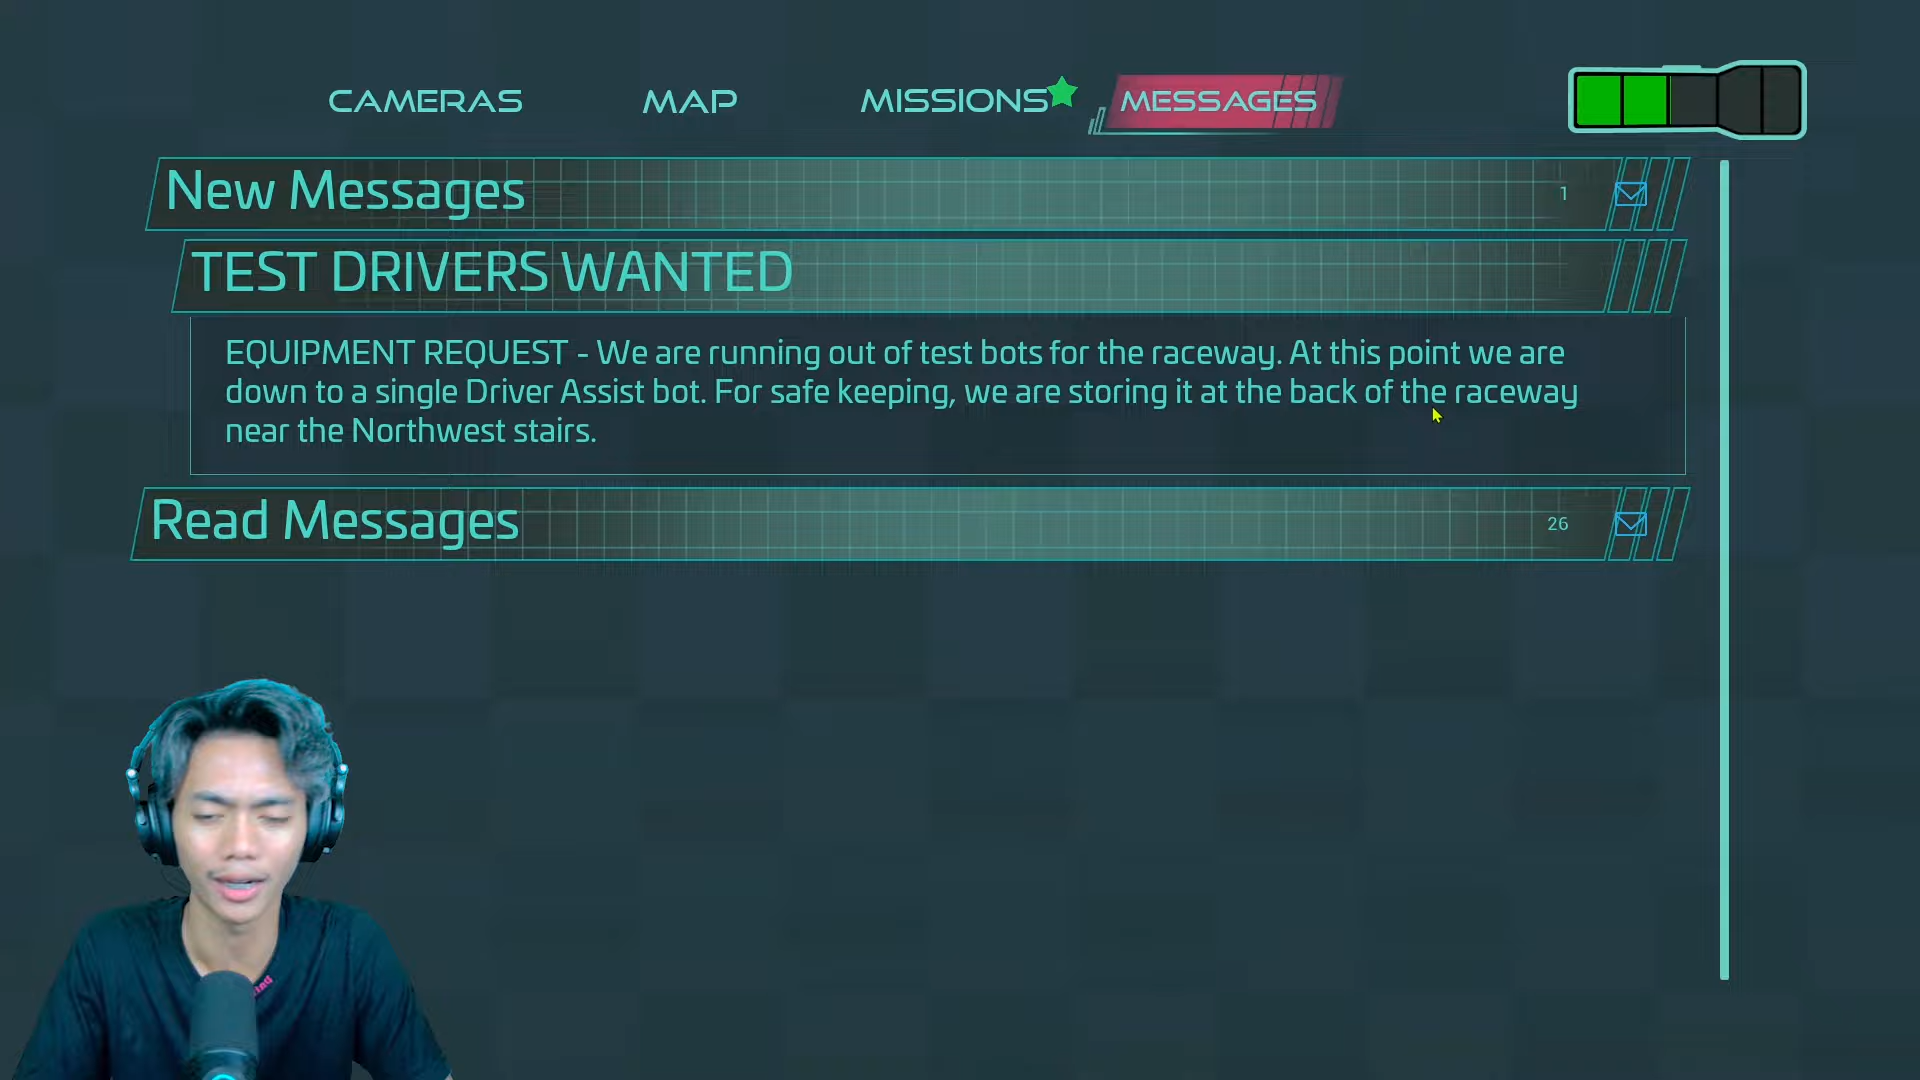 CAMERAS MAP MISSIONS MESSAGES
New Messages 1
TEST DRIVERS WANTED
EQUIPMENT REQUEST - We are running out of test bots for the raceway. At this point we are
down to a single Driver Assist bot. For safe keeping, we are storing it at the back of the raceway
near the Northwest stairs.
Read Messages 26